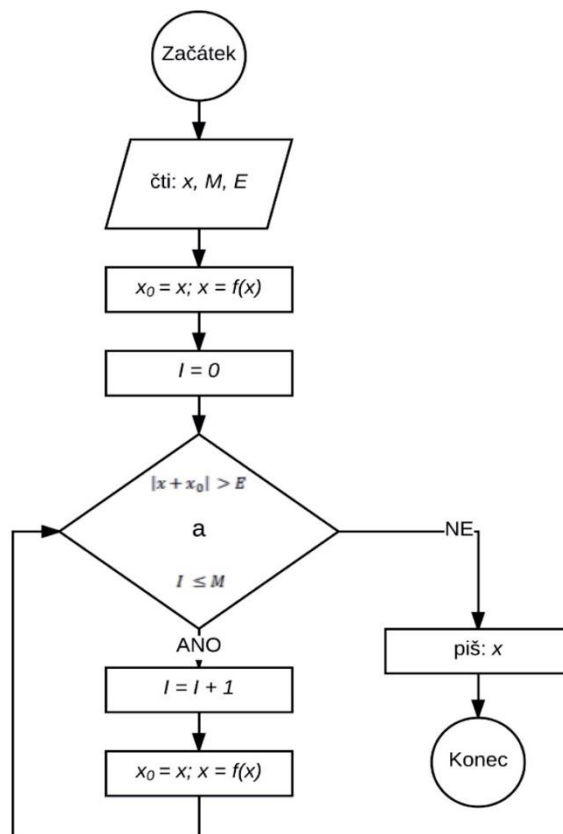 Začátek
čti: x, M, E
x₀ = x; x = f(x)
I = 0
|x + x₀| > E
a
I ≤ M
NE
ANO
piš: x
I = I + 1
Konec
x₀ = x; x = f(x)